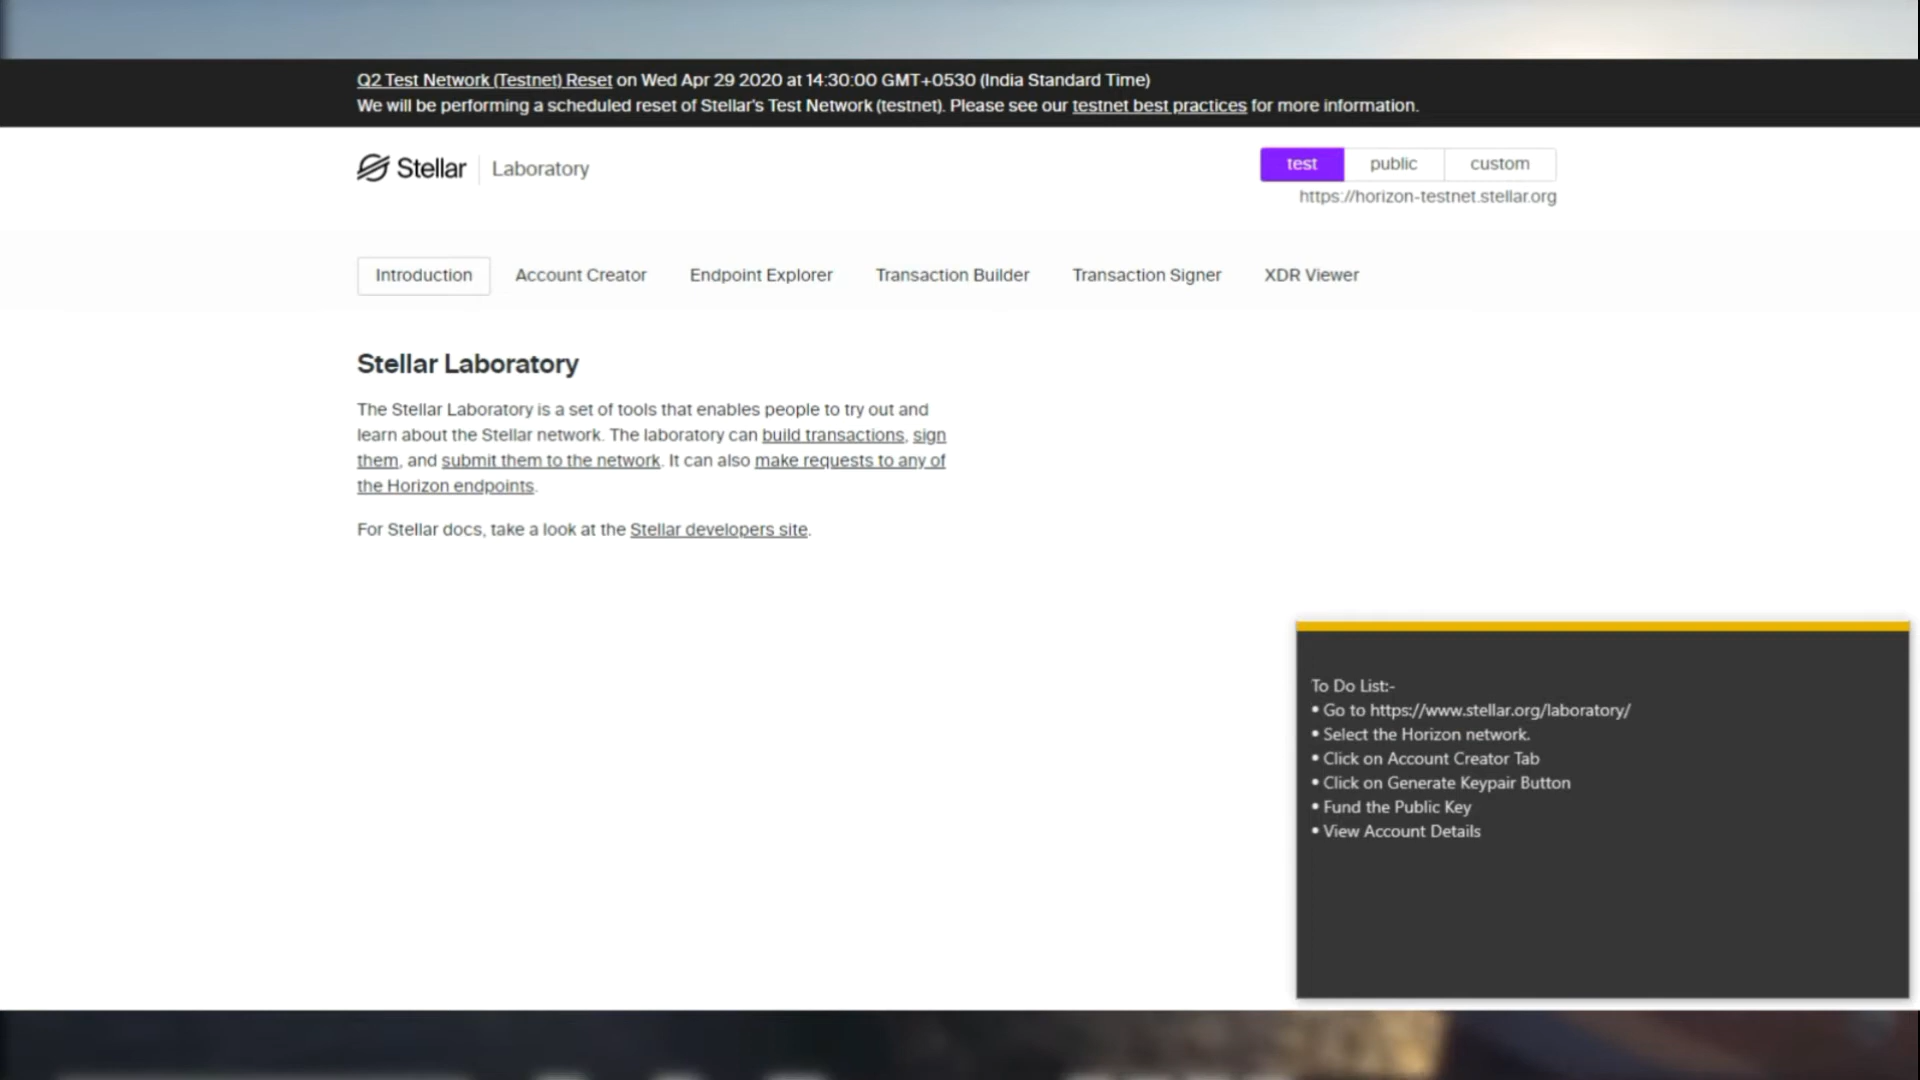 Q2 Test Network (Testnet) Reset on Wed Apr 29 2020 at 14:30:00 GMT+0530 (India Standard Time)
We will be performing a scheduled reset of Stellar's Test Network (testnet). Please see our testnet best practices for more information.
Stellar Laboratory
test public custom
https://horizon-testnet.stellar.org
Introduction Account Creator Endpoint Explorer Transaction Builder Transaction Signer XDR Viewer
Stellar Laboratory
The Stellar Laboratory is a set of tools that enables people to try out and
learn about the Stellar network. The laboratory can build transactions, sign
them, and submit them to the network. It can also make requests to any of
the Horizon endpoints.
For Stellar docs, take a look at the Stellar developers site.
To Do List:-
• Go to https://www.stellar.org/laboratory/
• Select the Horizon network.
• Click on Account Creator Tab
• Click on Generate Keypair Button
• Fund the Public Key
• View Account Details